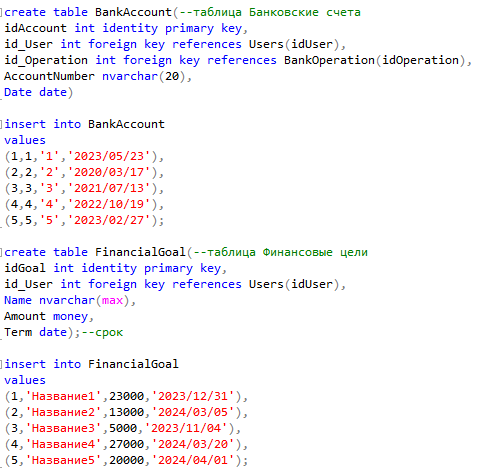 create table BankAccount(--таблица Банковские счета
idAccount int identity primary key,
id_User int foreign key references Users(idUser),
id_Operation int foreign key references BankOperation(idOperation),
AccountNumber nvarchar(20),
Date date)
insert into BankAccount
values
(1,1,'1','2023/05/23'),
(2,2,'2','2020/03/17'),
(3,3,'3','2021/07/13'),
(4,4,'4','2022/10/19'),
(5,5,'5','2023/02/27');
create table FinancialGoal(--таблица Финансовые цели
idGoal int identity primary key,
id_User int foreign key references Users(idUser),
Name nvarchar(max),
Amount money,
Term date);--срок
insert into FinancialGoal
values
(1,'Название1',23000,'2023/12/31'),
(2,'Название2',13000,'2024/03/05'),
(3,'Название3',5000,'2023/11/04'),
(4,'Название4',27000,'2024/03/20'),
(5,'Название5',20000,'2024/04/01');